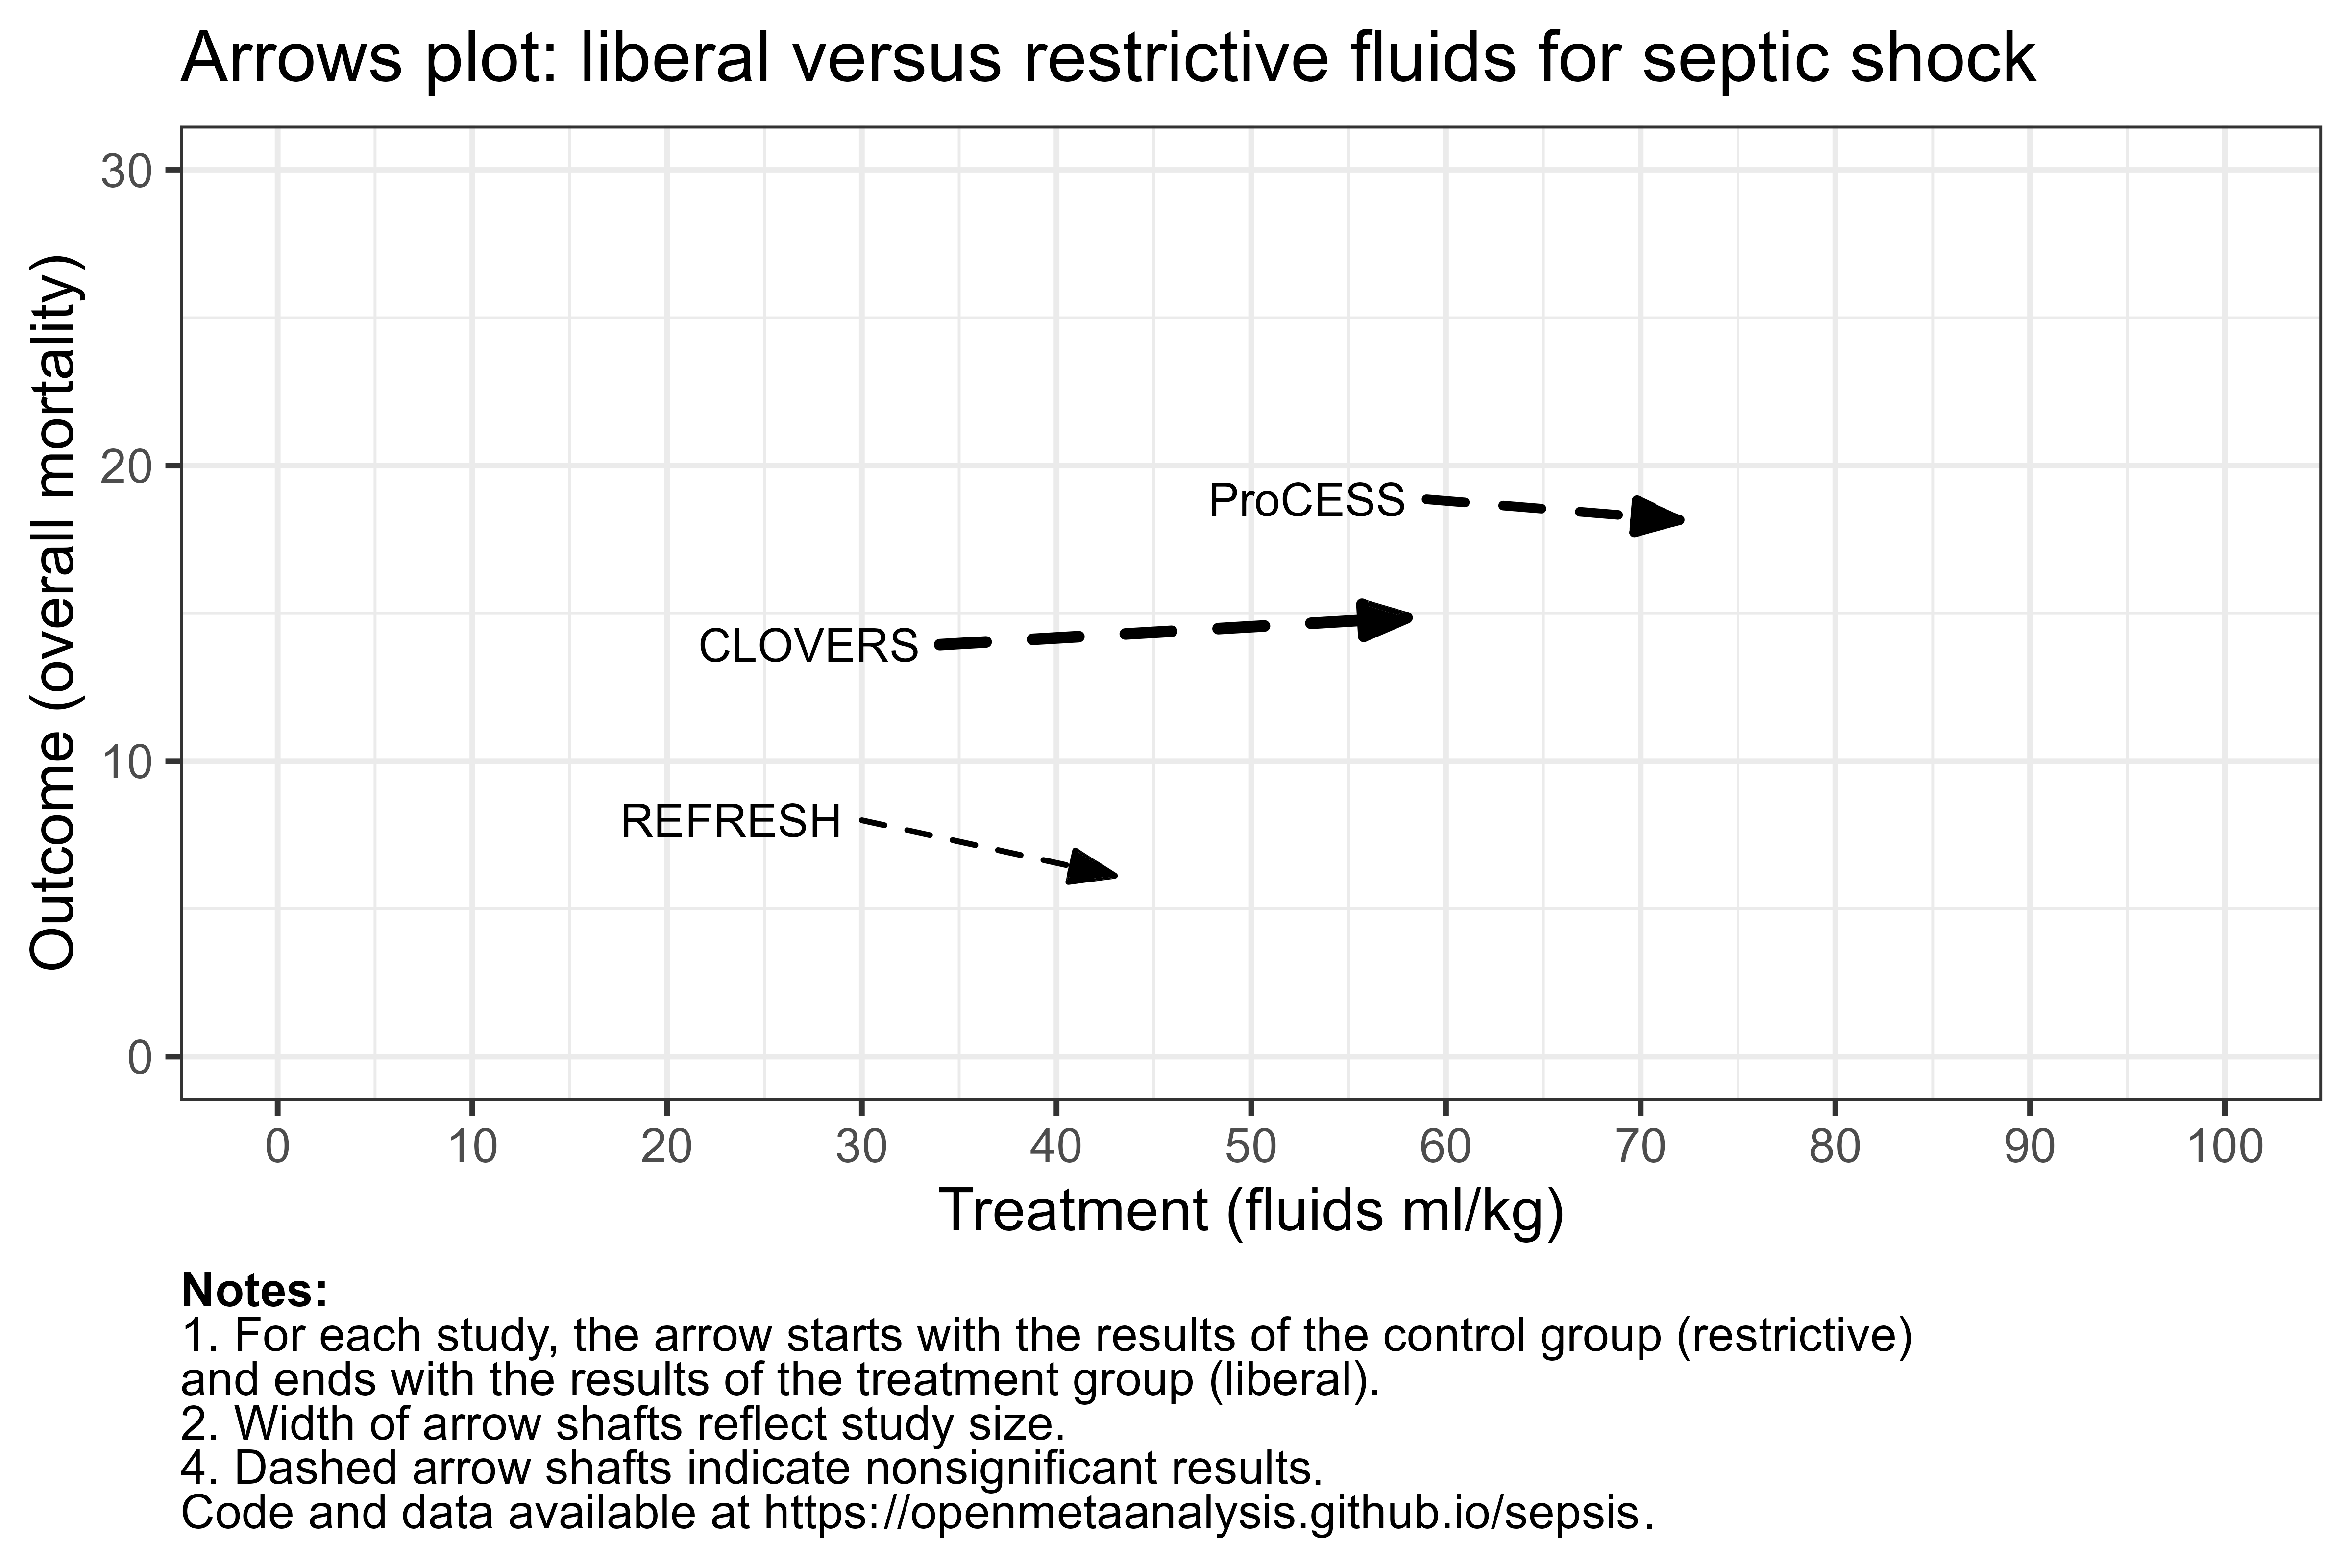 Arrows plot: liberal versus restrictive fluids for septic shock
Outcome (overall mortality)
30
20
10
0
ProCESS
CLOVERS
REFRESH
0 10 20 30 40 50 60 70 80 90 100
Treatment (fluids ml/kg)
Notes:
1. For each study, the arrow starts with the results of the control group (restrictive)
and ends with the results of the treatment group (liberal).
2. Width of arrow shafts reflect study size.
4. Dashed arrow shafts indicate nonsignificant results.
Code and data available at https://openmetaanalysis.github.io/sepsis.